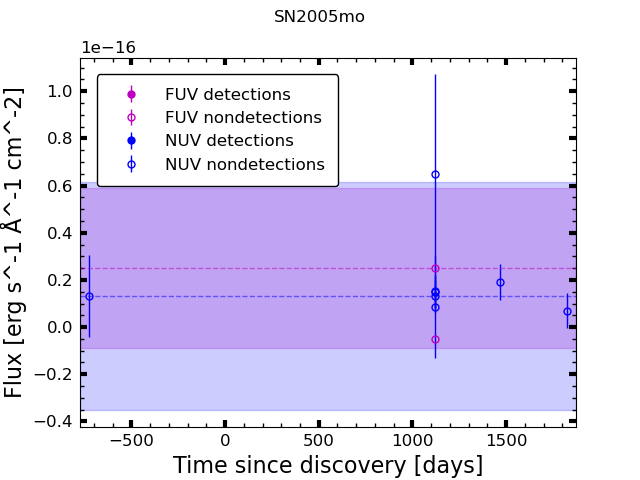 SN2005mo
1e−16
Flux [erg s^-1 Å^-1 cm^-2]
1.0
0.8
0.6
0.4
0.2
0.0
−0.2
−0.4
FUV detections
FUV nondetections
NUV detections
NUV nondetections
−500
0
500
1000
1500
Time since discovery [days]